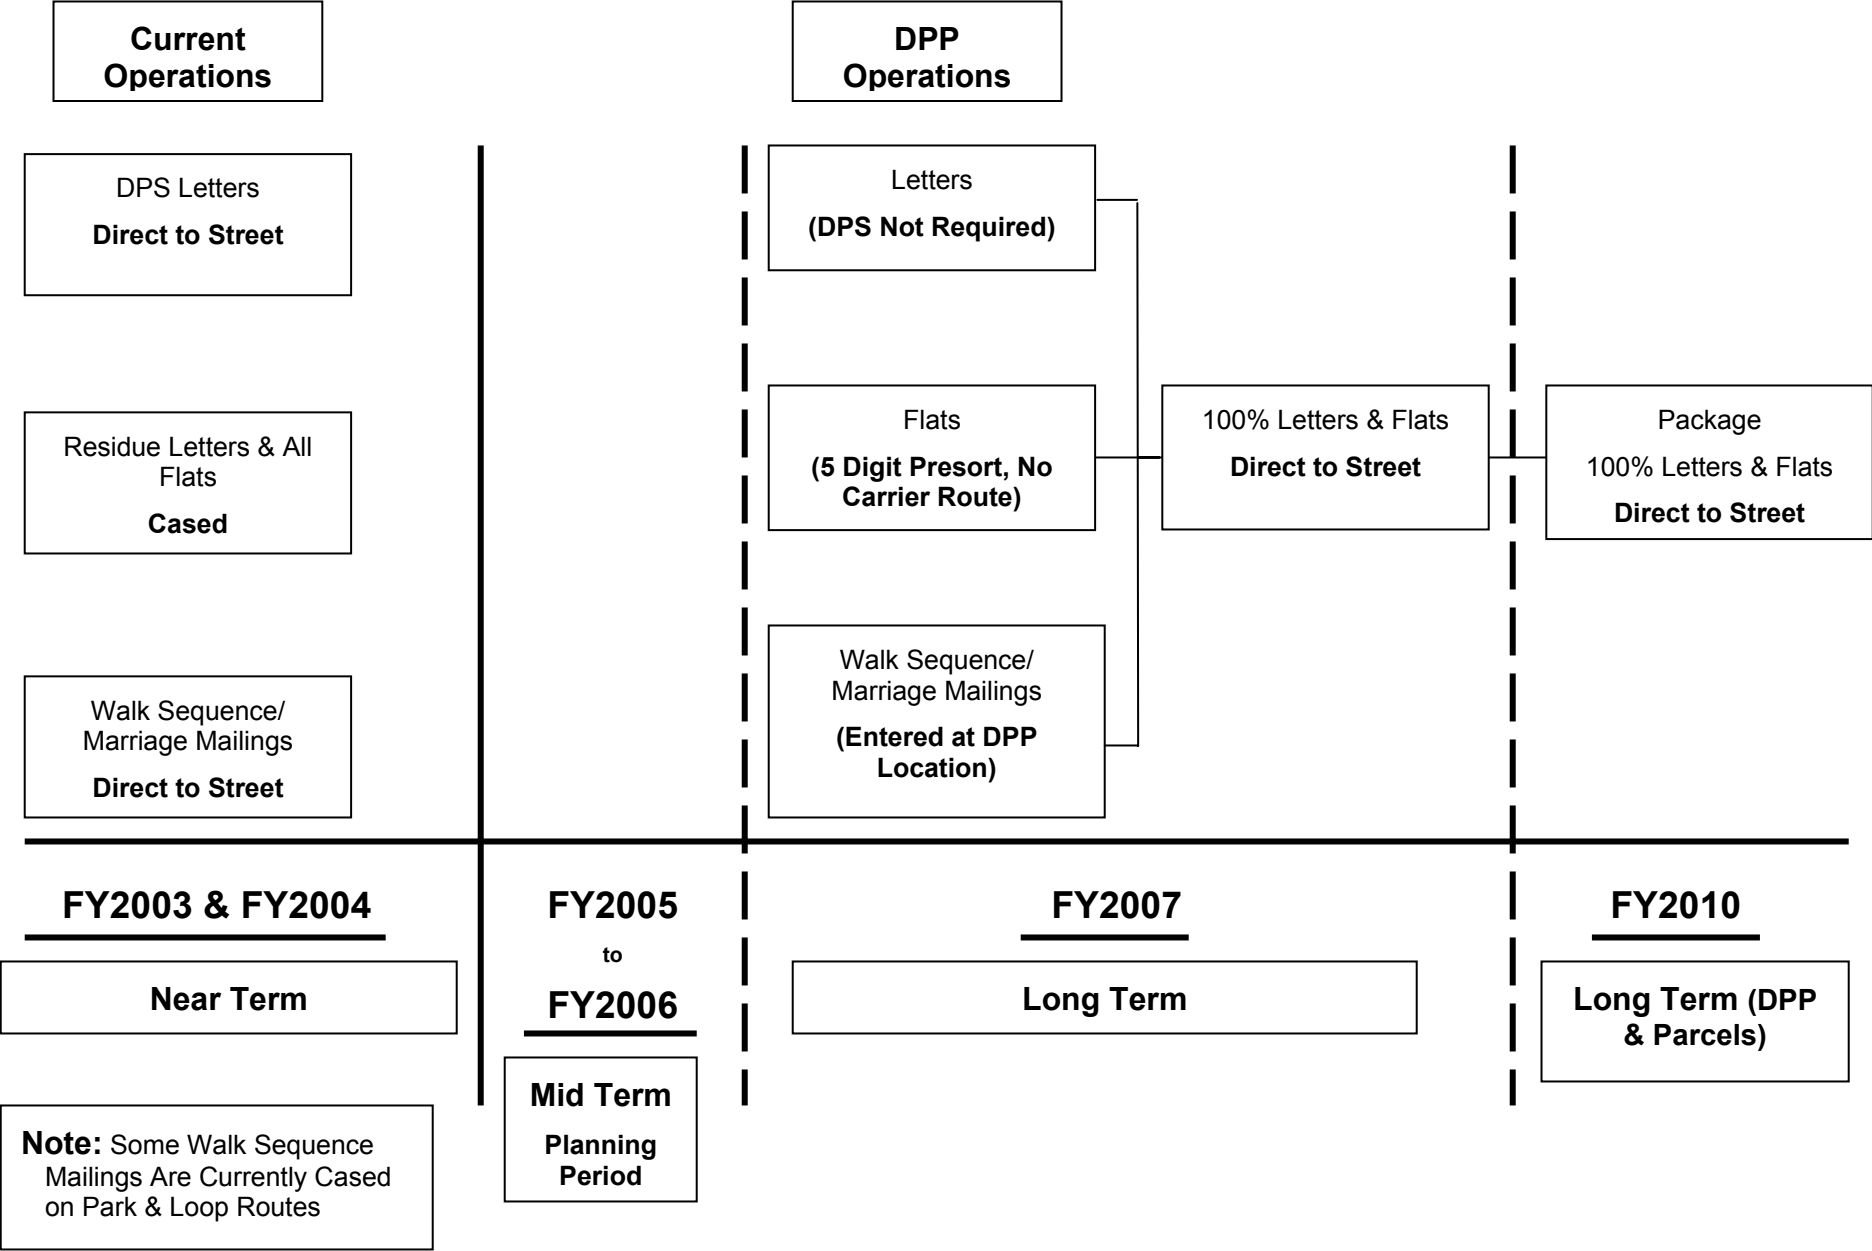 Current
Operations
DPP
Operations
DPS Letters
Direct to Street
Residue Letters & All
Flats
Cased
Walk Sequence/
Marriage Mailings
Direct to Street
Letters
(DPS Not Required)
Flats
(5 Digit Presort, No
Carrier Route)
Walk Sequence/
Marriage Mailings
(Entered at DPP
Location)
100% Letters & Flats
Direct to Street
Package
100% Letters & Flats
Direct to Street
FY2003 & FY2004
Near Term
FY2005
to
FY2006
Mid Term
Planning
Period
FY2007
Long Term
FY2010
Long Term (DPP
& Parcels)
Note: Some Walk Sequence
Mailings Are Currently Cased
on Park & Loop Routes